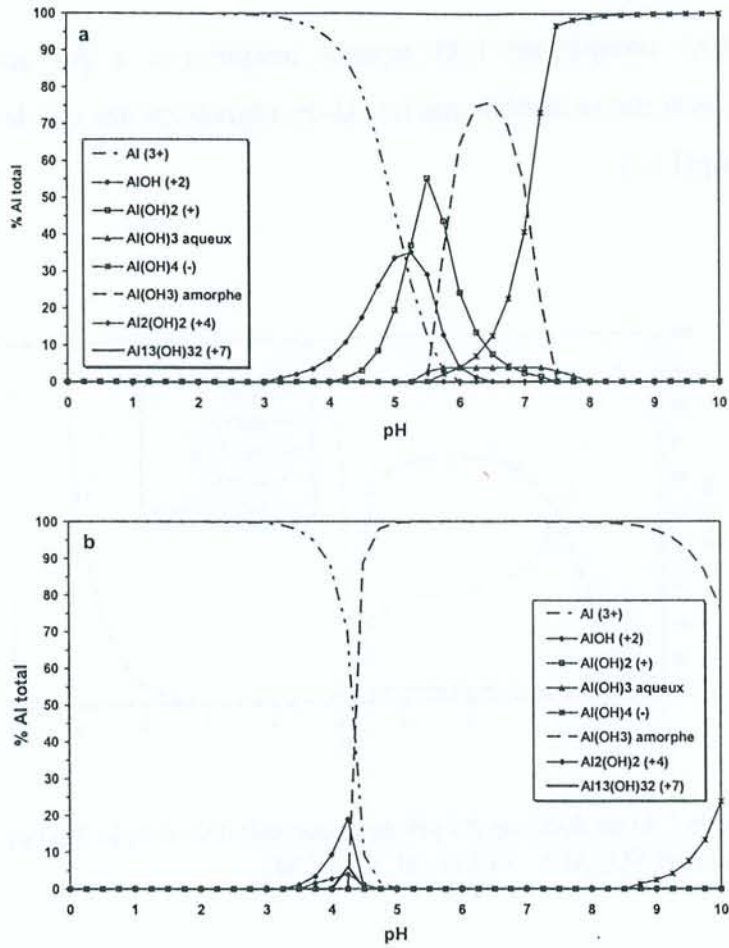 a
% Al total
100
90
80
70
60
50
40
30
20
10
0
Al (3+)
AlOH (+2)
Al(OH)2 (+)
Al(OH)3 aqueux
Al(OH)4 (-)
Al(OH3) amorphe
Al2(OH)2 (+4)
Al13(OH)32 (+7)
0 1 2 3 4 5 6 7 8 9 10
pH
b
% Al total
100
90
80
70
60
50
40
30
20
10
0
Al (3+)
AlOH (+2)
Al(OH)2 (+)
Al(OH)3 aqueux
Al(OH)4 (-)
Al(OH3) amorphe
Al2(OH)2 (+4)
Al13(OH)32 (+7)
0 1 2 3 4 5 6 7 8 9 10
pH